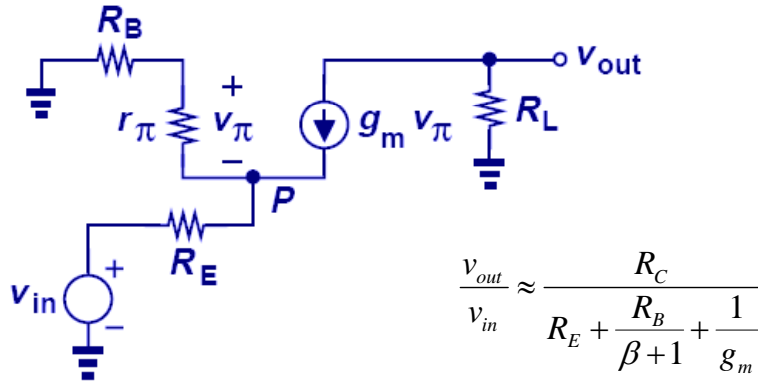 R_B
+
v_out
r_π
v_π
g_m v_π
R_L
−
P
+
R_E
v_in
−
v_out / v_in ≈ R_C / (R_E + R_B / (β + 1) + 1 / g_m)